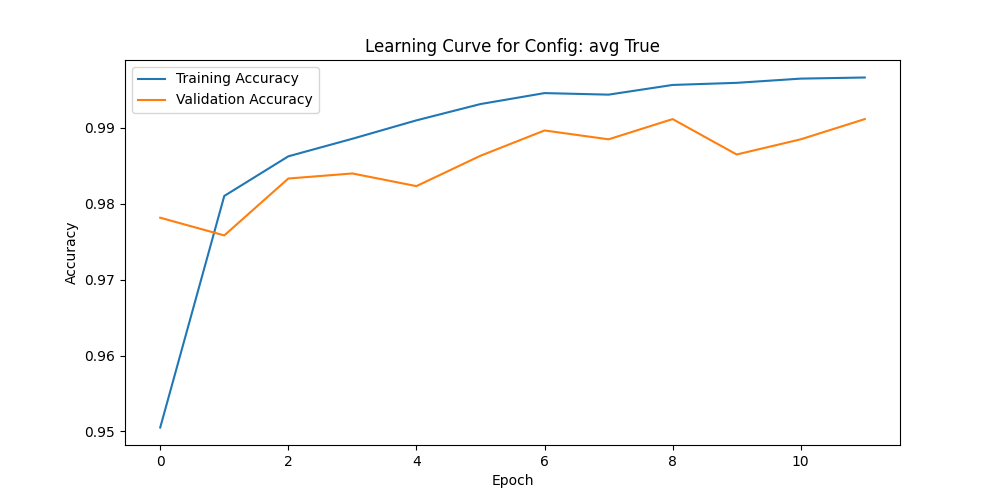 Learning Curve for Config: avg True
Training Accuracy
Validation Accuracy
0.99
0.98
0.97
0.96
0.95
Accuracy
0 2 4 6 8 10
Epoch